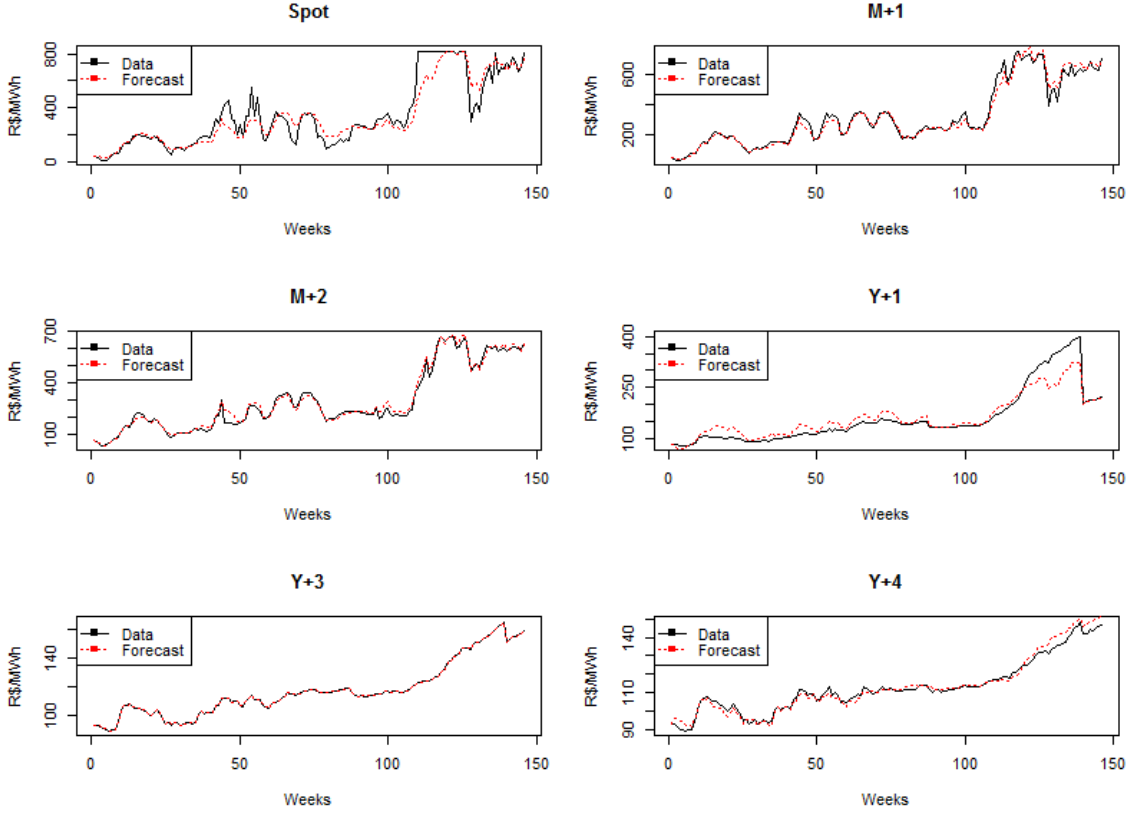 Spot
R$/MWh
800
400
0
Data
Forecast
0 50 100 150
Weeks
M+1
R$/MWh
600
200
Data
Forecast
0 50 100 150
Weeks
M+2
R$/MWh
700
400
100
Data
Forecast
0 50 100 150
Weeks
Y+1
R$/MWh
400
250
100
Data
Forecast
0 50 100 150
Weeks
Y+3
R$/MWh
140
100
Data
Forecast
0 50 100 150
Weeks
Y+4
R$/MWh
140
110
90
Data
Forecast
0 50 100 150
Weeks